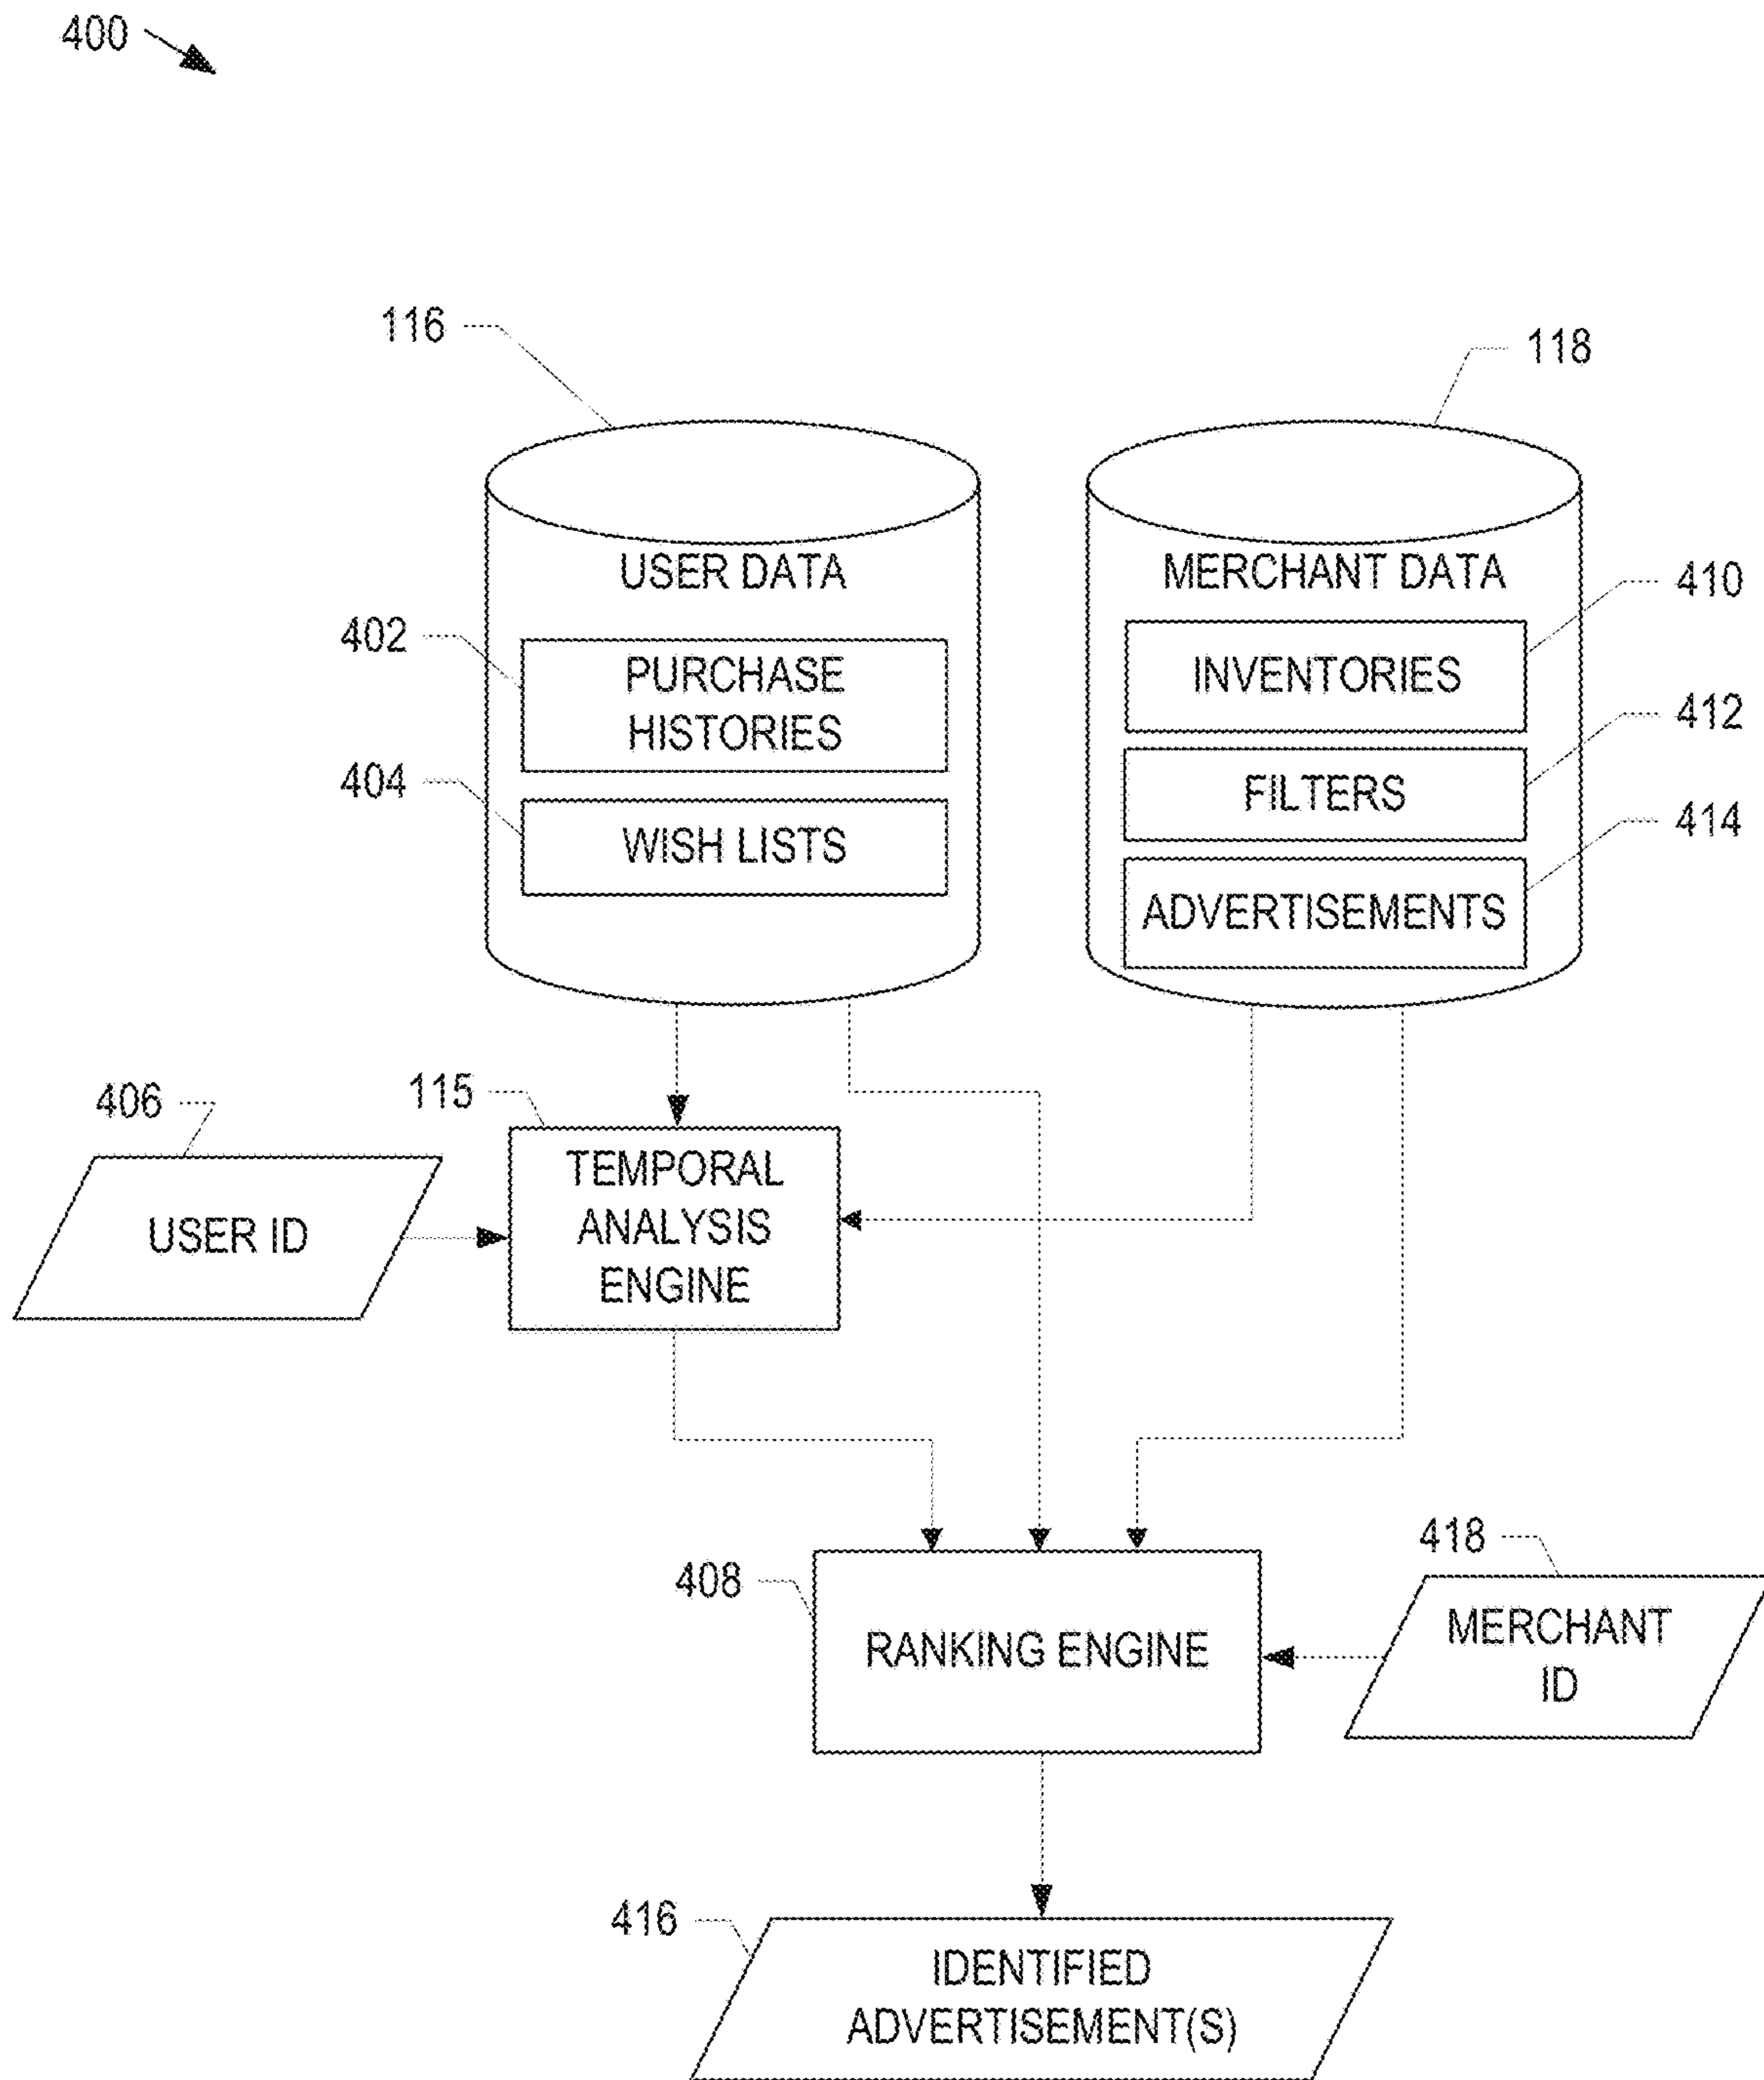 400
116
118
USER DATA
MERCHANT DATA
410
402
PURCHASE
HISTORIES
INVENTORIES
412
404
WISH LISTS
FILTERS
414
ADVERTISEMENTS
406
115
USER ID
TEMPORAL
ANALYSIS
ENGINE
418
408
RANKING ENGINE
MERCHANT
ID
416
IDENTIFIED
ADVERTISEMENT(S)